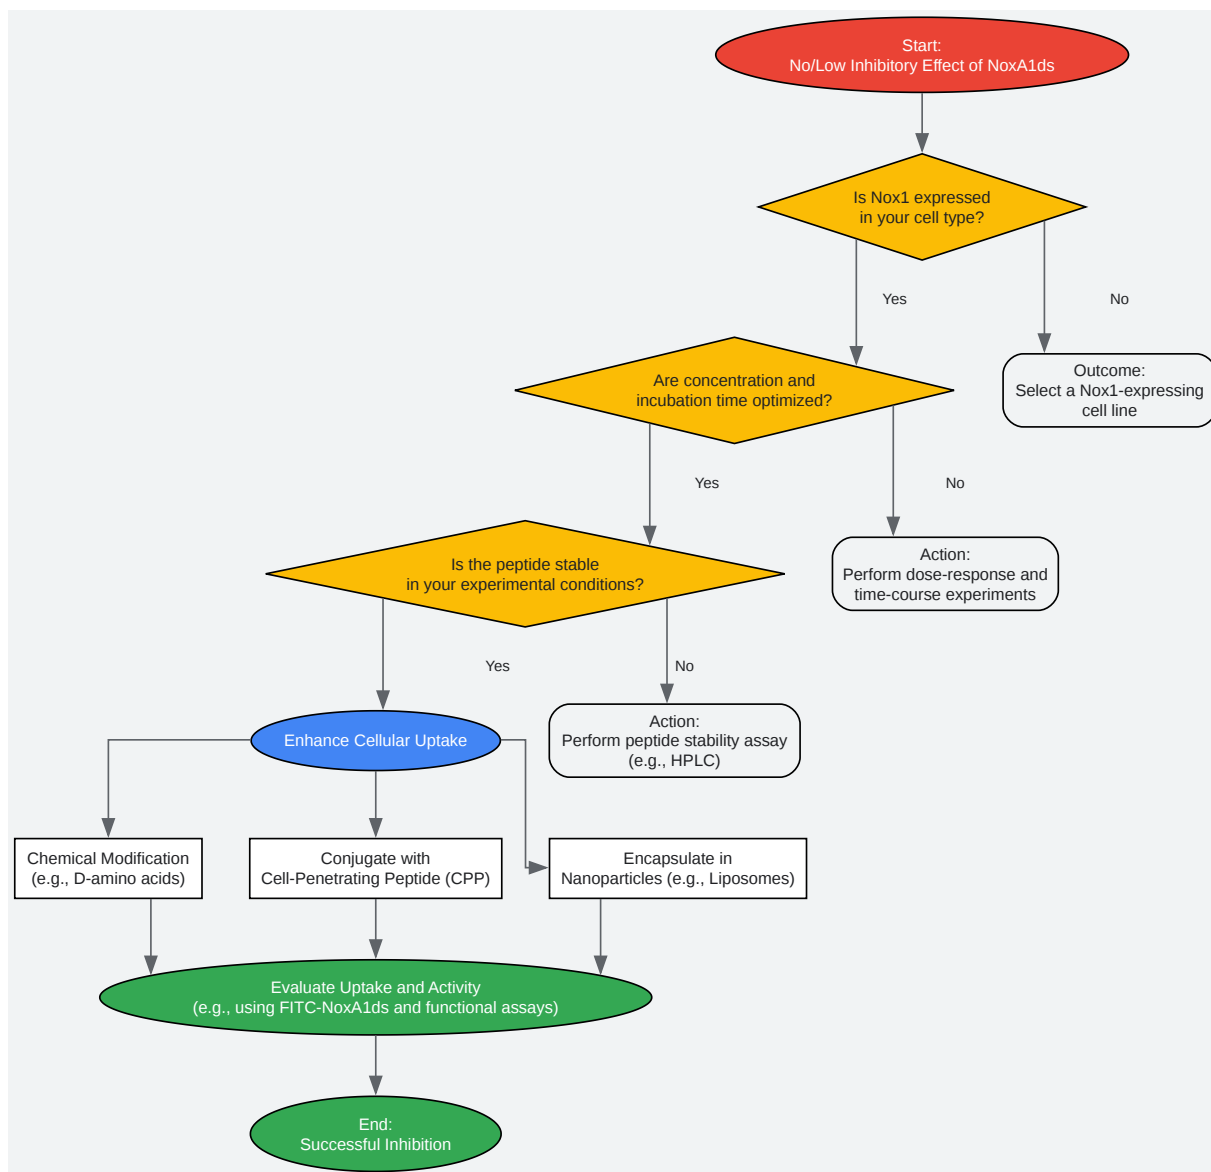 Start:
No/Low Inhibitory Effect of NoxA1ds
Is Nox1 expressed
in your cell type?
Yes
No
Outcome:
Select a Nox1-expressing
cell line
Are concentration and
incubation time optimized?
Yes
No
Action:
Perform dose-response and
time-course experiments
Is the peptide stable
in your experimental conditions?
Yes
No
Action:
Perform peptide stability assay
(e.g., HPLC)
Enhance Cellular Uptake
Chemical Modification
(e.g., D-amino acids)
Conjugate with
Cell-Penetrating Peptide (CPP)
Encapsulate in
Nanoparticles (e.g., Liposomes)
Evaluate Uptake and Activity
(e.g., using FITC-NoxA1ds and functional assays)
End:
Successful Inhibition